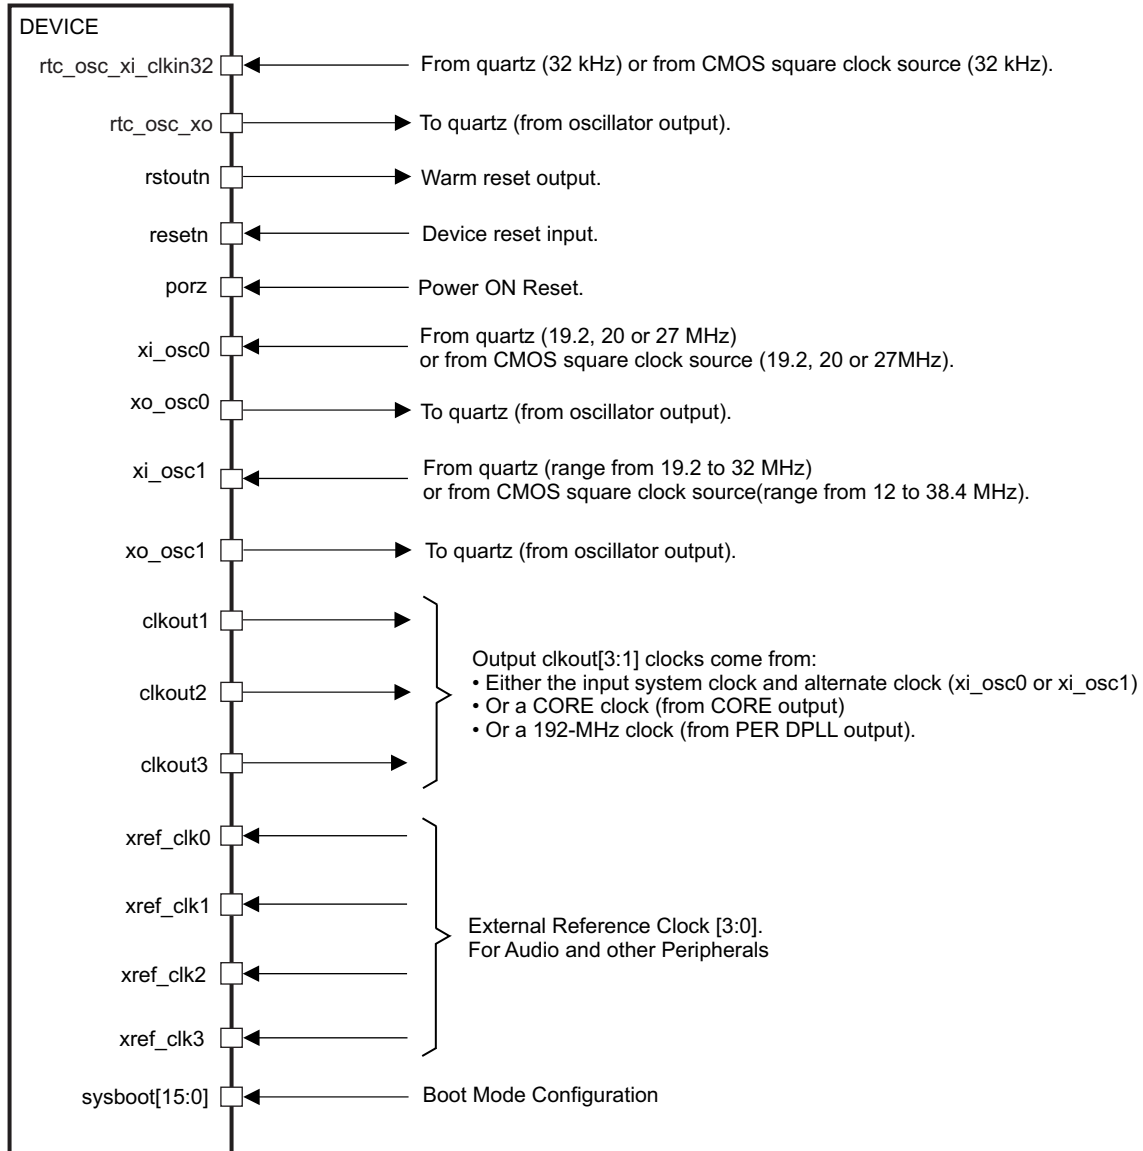 DEVICE
rtc_osc_xi_clkin32 From quartz (32 kHz) or from CMOS square clock source (32 kHz).
rtc_osc_xo To quartz (from oscillator output).
rstoutn Warm reset output.
resetn Device reset input.
porz Power ON Reset.
xi_osc0 From quartz (19.2, 20 or 27 MHz)
or from CMOS square clock source (19.2, 20 or 27MHz).
xo_osc0 To quartz (from oscillator output).
xi_osc1 From quartz (range from 19.2 to 32 MHz)
or from CMOS square clock source(range from 12 to 38.4 MHz).
xo_osc1 To quartz (from oscillator output).
clkout1
clkout2
clkout3
Output clkout[3:1] clocks come from:
• Either the input system clock and alternate clock (xi_osc0 or xi_osc1)
• Or a CORE clock (from CORE output)
• Or a 192-MHz clock (from PER DPLL output).
xref_clk0
xref_clk1
xref_clk2
xref_clk3
External Reference Clock [3:0].
For Audio and other Peripherals
sysboot[15:0] Boot Mode Configuration